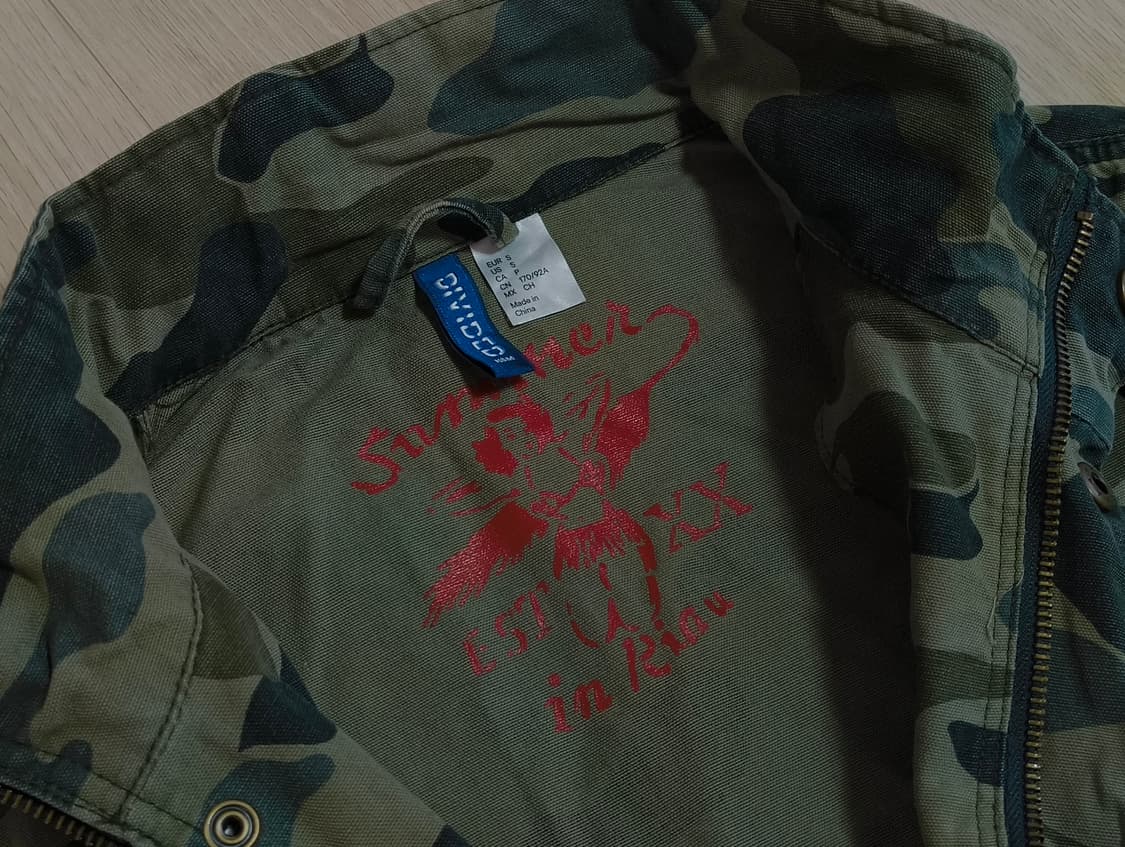 EUR S
US S
CA P
CN 170/92A
MX CH
Made in
China
DIVIDED
H&M
Summer
EST XX
in Riau